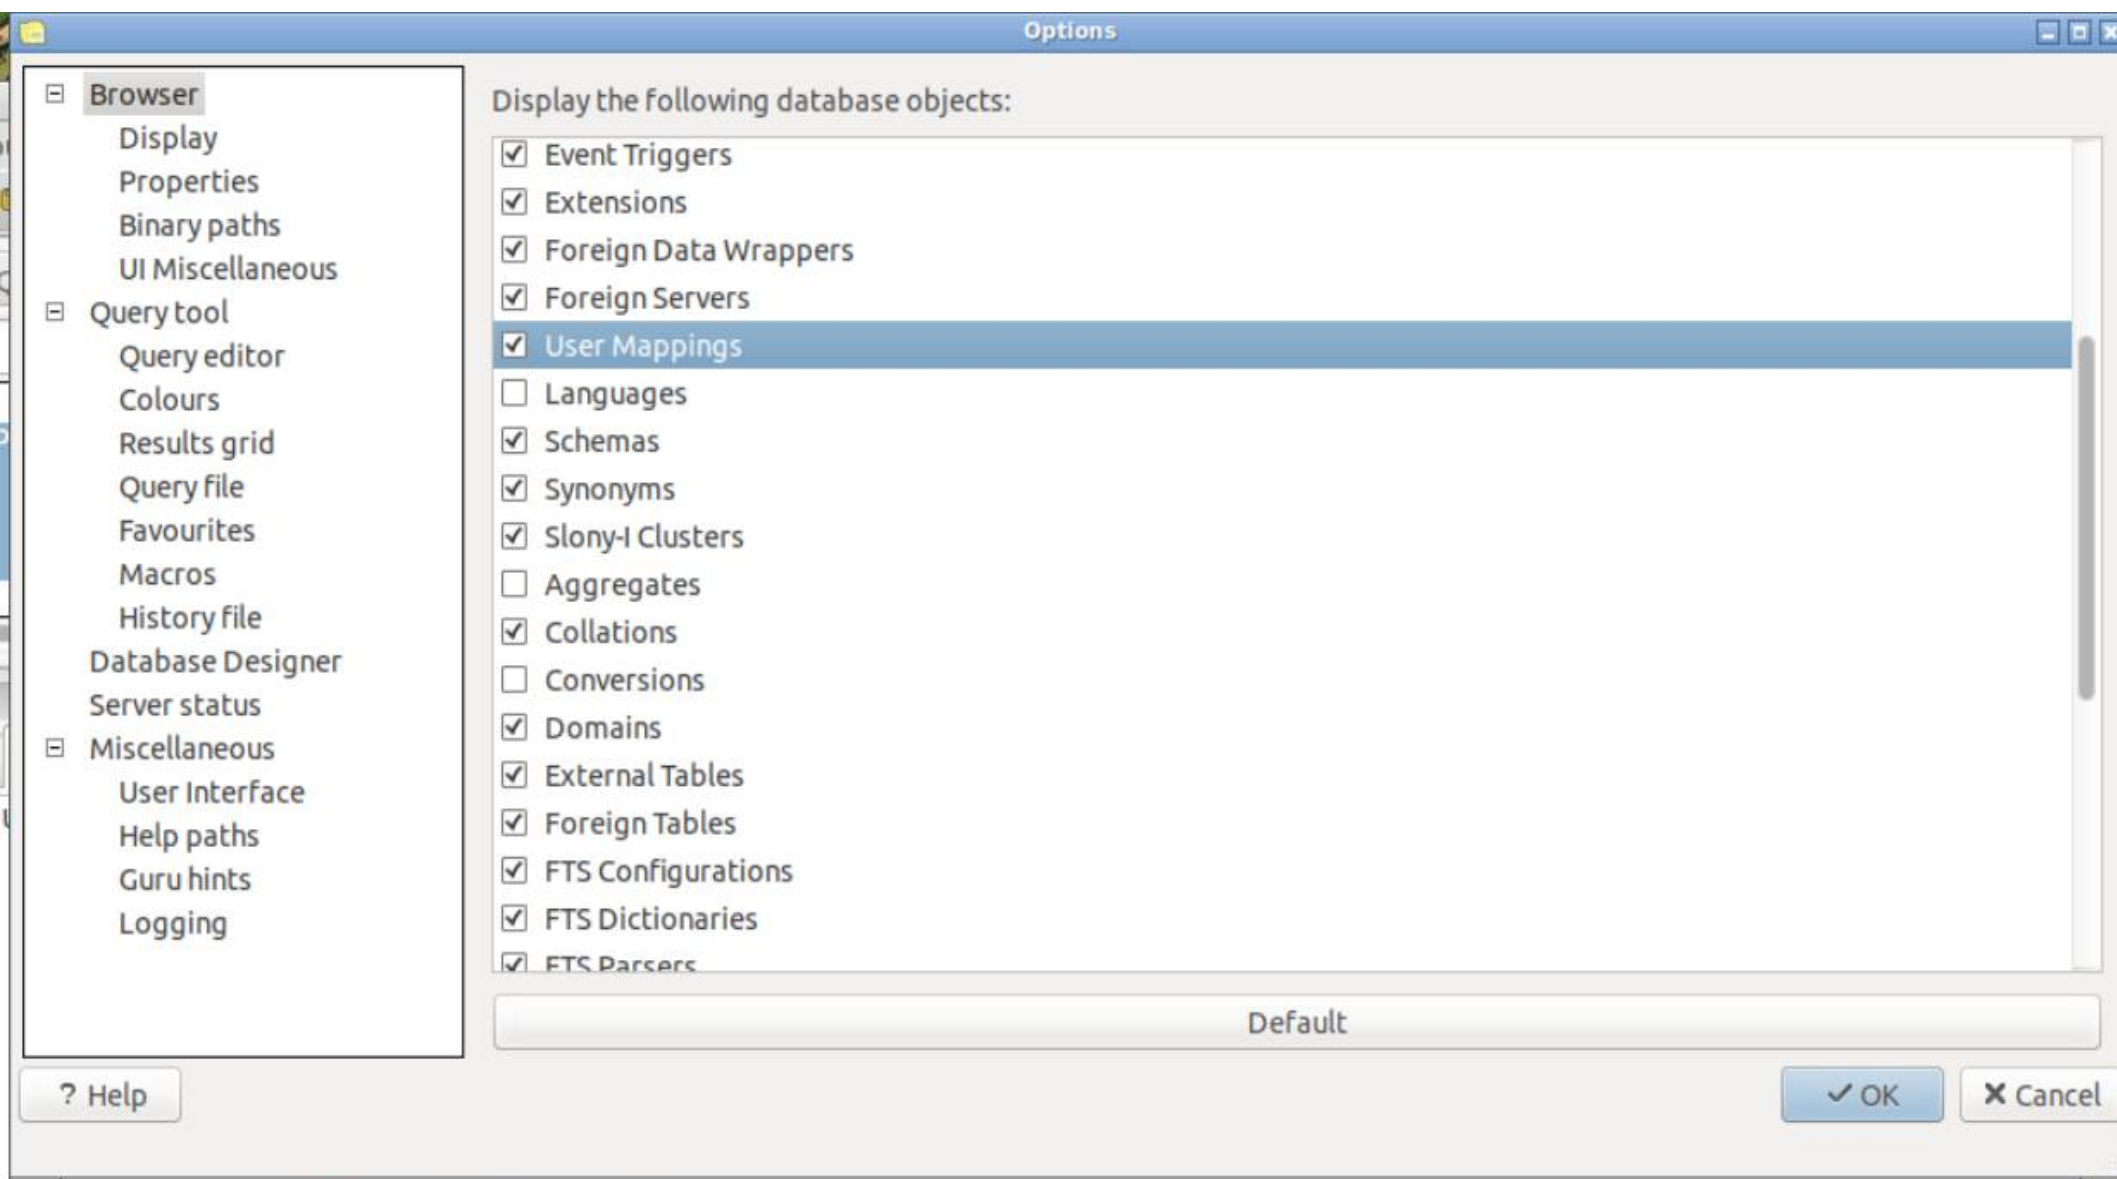 Options
Browser
Display
Properties
Binary paths
UI Miscellaneous
Query tool
Query editor
Colours
Results grid
Query file
Favourites
Macros
History file
Database Designer
Server status
Miscellaneous
User Interface
Help paths
Guru hints
Logging
Display the following database objects:
Event Triggers
Extensions
Foreign Data Wrappers
Foreign Servers
User Mappings
Languages
Schemas
Synonyms
Slony-I Clusters
Aggregates
Collations
Conversions
Domains
External Tables
Foreign Tables
FTS Configurations
FTS Dictionaries
FTS Parsers
Default
? Help
OK
Cancel